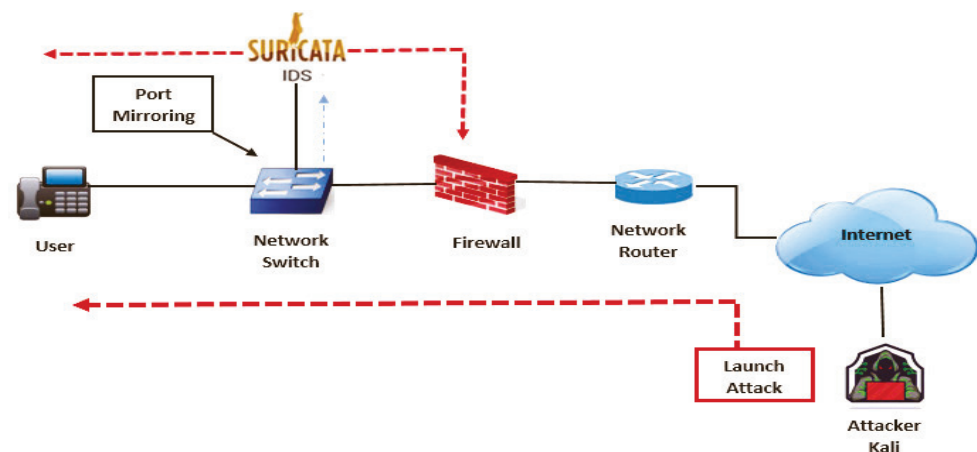 SURICATA
IDS
Port
Mirroring
User
Network
Switch
Firewall
Network
Router
Internet
Launch
Attack
Attacker
Kali